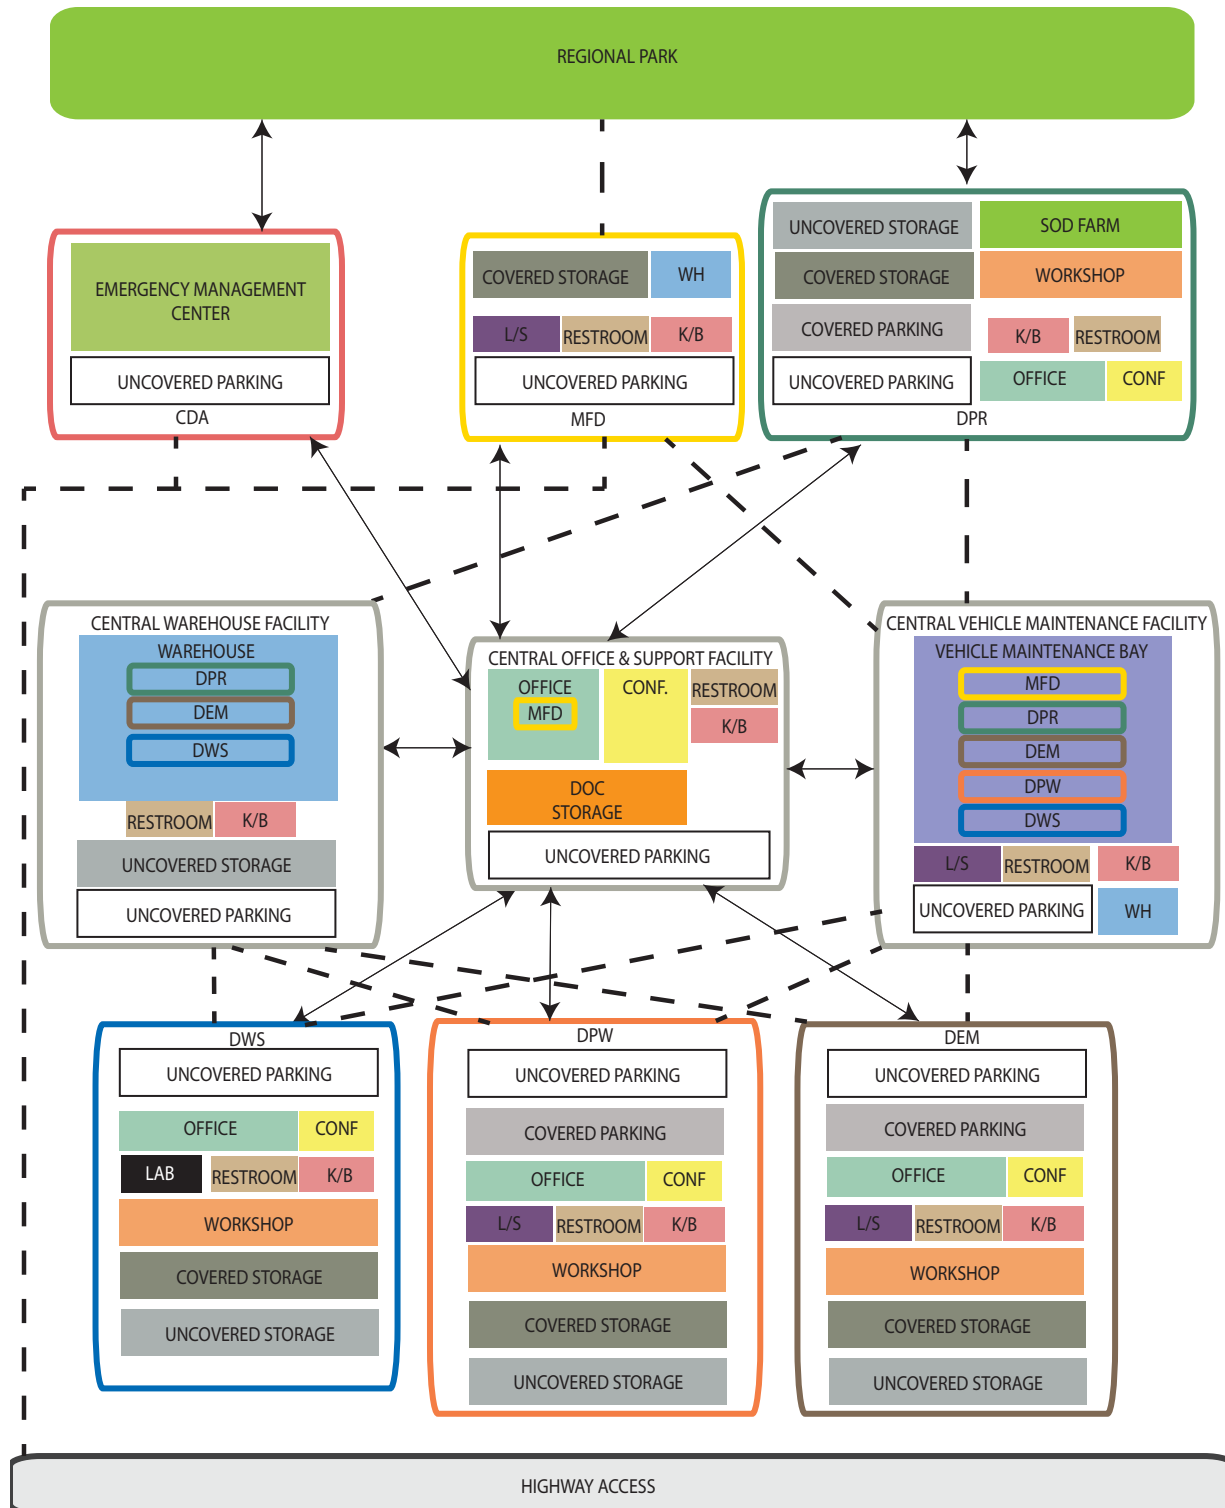 REGIONAL PARK
EMERGENCY MANAGEMENT
CENTER
UNCOVERED PARKING
CDA
COVERED STORAGE
WH
L/S
RESTROOM
K/B
UNCOVERED PARKING
MFD
UNCOVERED STORAGE
SOD FARM
COVERED STORAGE
WORKSHOP
COVERED PARKING
K/B
RESTROOM
UNCOVERED PARKING
OFFICE
CONF
DPR
CENTRAL WAREHOUSE FACILITY
WAREHOUSE
DPR
DEM
DWS
RESTROOM
K/B
UNCOVERED STORAGE
UNCOVERED PARKING
CENTRAL OFFICE & SUPPORT FACILITY
OFFICE
MFD
CONF.
RESTROOM
K/B
DOC
STORAGE
UNCOVERED PARKING
CENTRAL VEHICLE MAINTENANCE FACILITY
VEHICLE MAINTENANCE BAY
MFD
DPR
DEM
DPW
DWS
L/S
RESTROOM
K/B
UNCOVERED PARKING
WH
DWS
UNCOVERED PARKING
OFFICE
CONF
LAB
RESTROOM
K/B
WORKSHOP
COVERED STORAGE
UNCOVERED STORAGE
DPW
UNCOVERED PARKING
COVERED PARKING
OFFICE
CONF
L/S
RESTROOM
K/B
WORKSHOP
COVERED STORAGE
UNCOVERED STORAGE
DEM
UNCOVERED PARKING
COVERED PARKING
OFFICE
CONF
L/S
RESTROOM
K/B
WORKSHOP
COVERED STORAGE
UNCOVERED STORAGE
HIGHWAY ACCESS